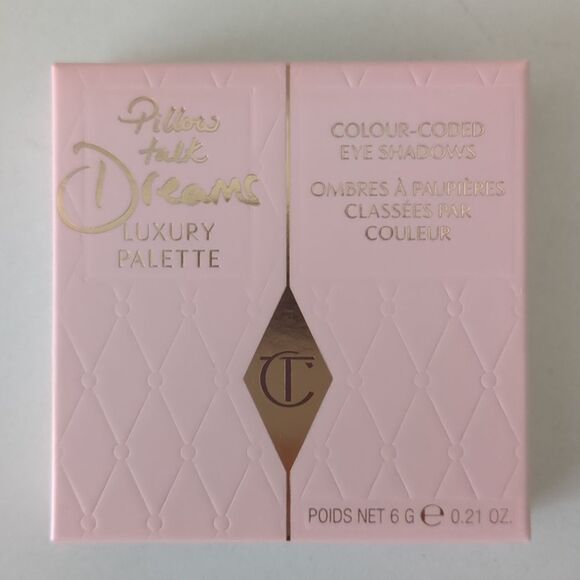 Pillow
talk
Dreams
LUXURY
PALETTE
COLOUR-CODED
EYE SHADOWS
OMBRES À PAUPIÈRES
CLASSÉES PAR
COULEUR
CT
POIDS NET 6 G ℮ 0.21 OZ.